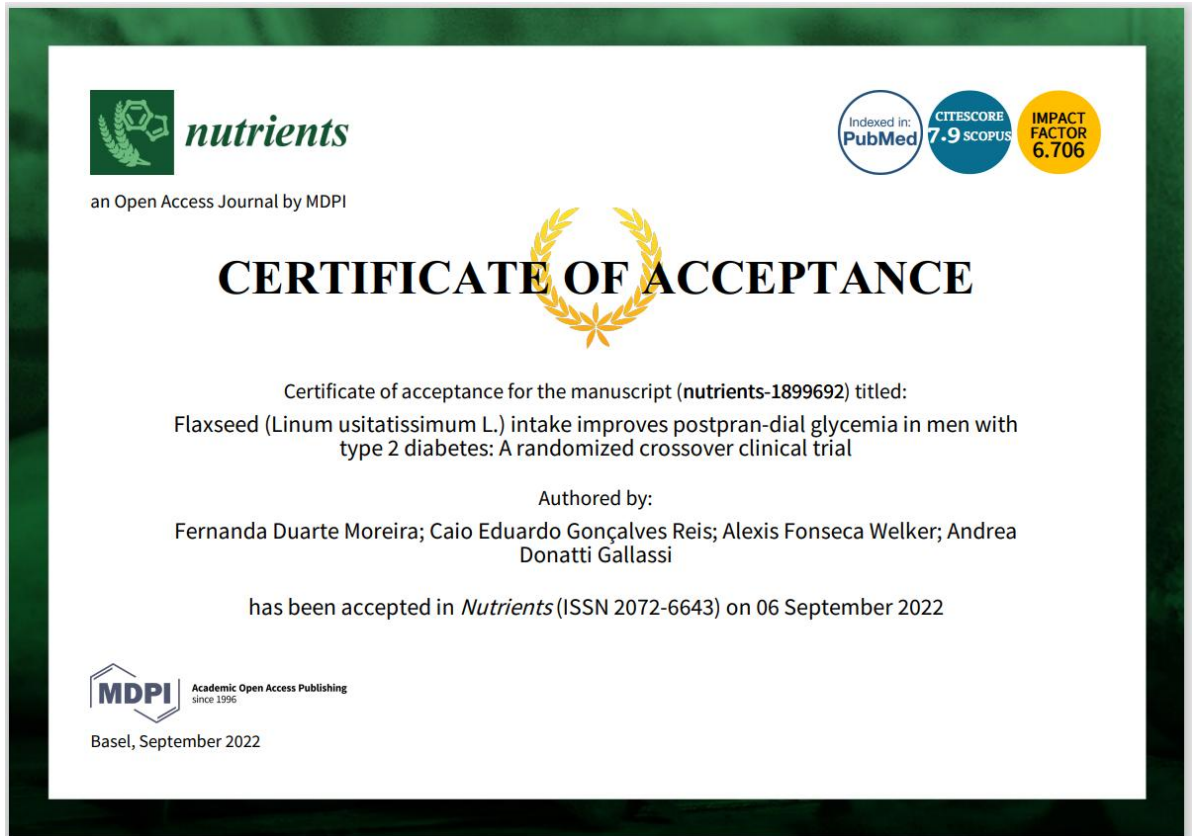 nutrients
Indexed in:
PubMed
CITESCORE
7.9 SCOPUS
IMPACT
FACTOR
6.706
an Open Access Journal by MDPI
CERTIFICATE OF ACCEPTANCE
Certificate of acceptance for the manuscript (nutrients-1899692) titled:
Flaxseed (Linum usitatissimum L.) intake improves postpran-dial glycemia in men with
type 2 diabetes: A randomized crossover clinical trial
Authored by:
Fernanda Duarte Moreira; Caio Eduardo Gonçalves Reis; Alexis Fonseca Welker; Andrea
Donatti Gallassi
has been accepted in Nutrients (ISSN 2072-6643) on 06 September 2022
MDPI
Academic Open Access Publishing
since 1996
Basel, September 2022